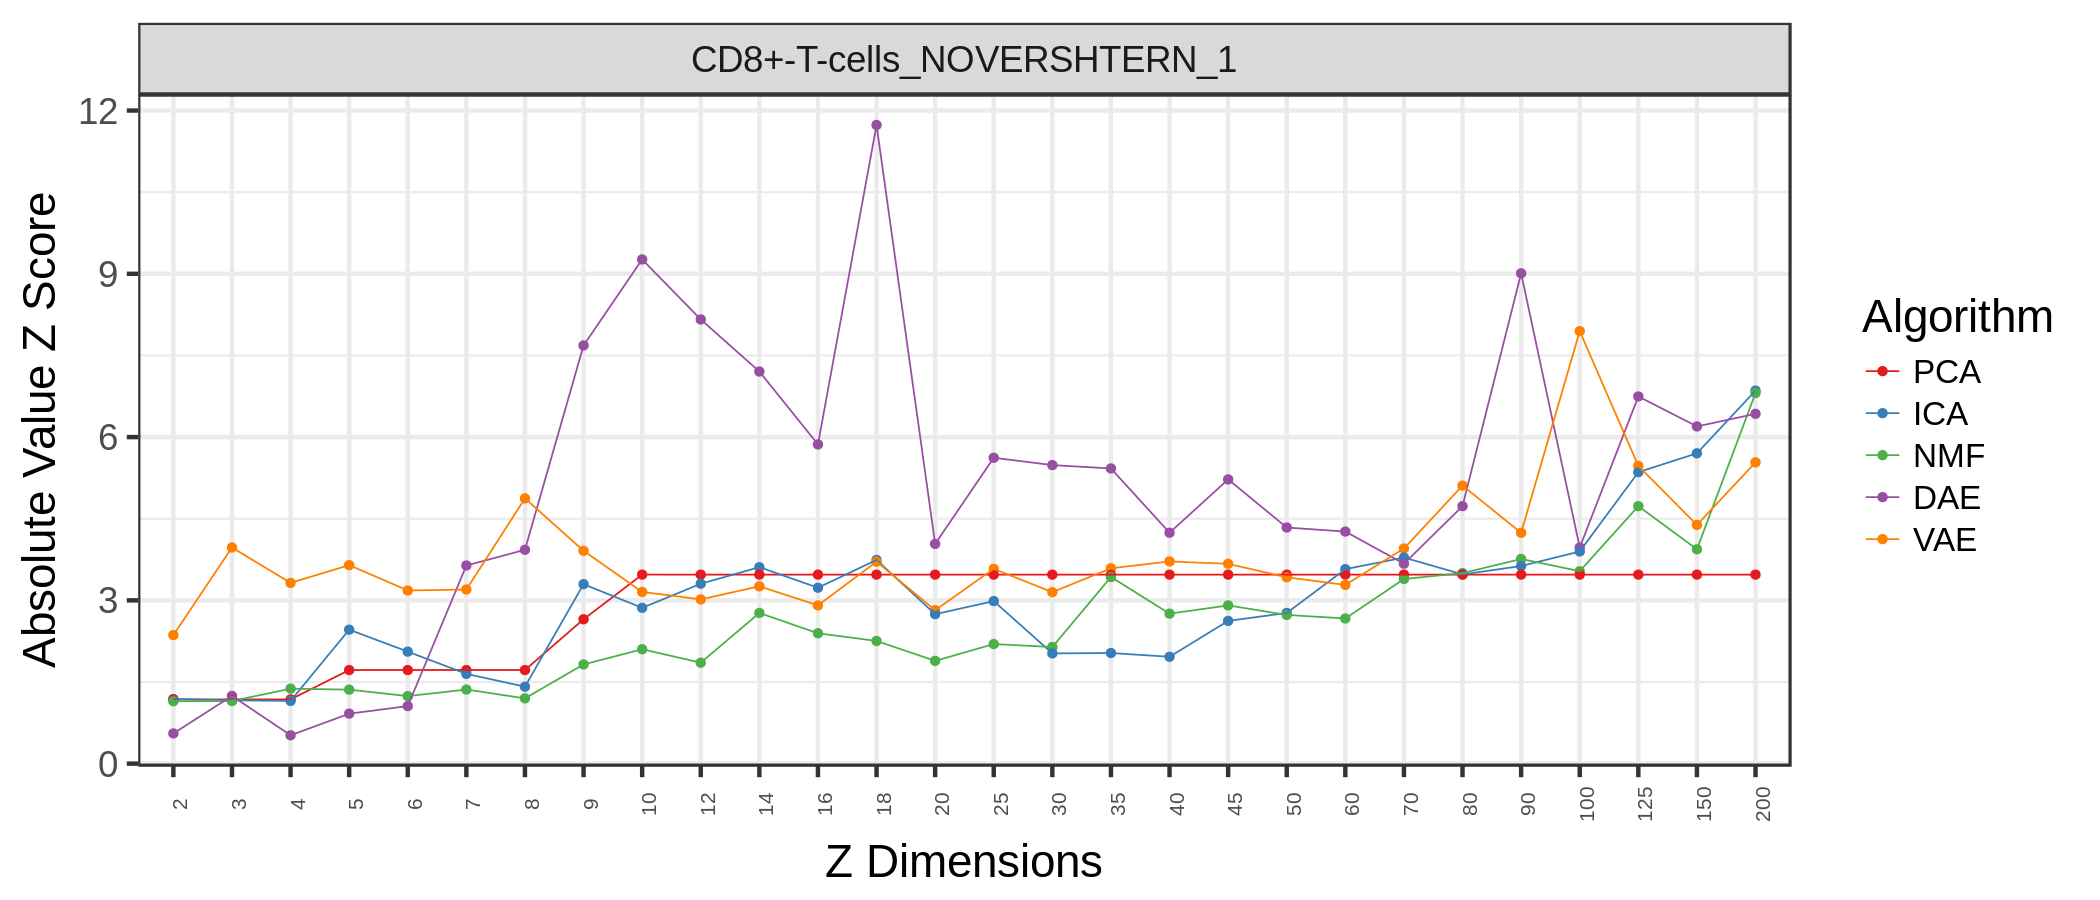 CD8+-T-cells_NOVERSHTERN_1
Absolute Value Z Score
12
9
6
3
0
2 3 4 5 6 7 8 9 10 12 14 16 18 20 25 30 35 40 45 50 60 70 80 90 100 125 150 200
Z Dimensions
Algorithm
PCA
ICA
NMF
DAE
VAE